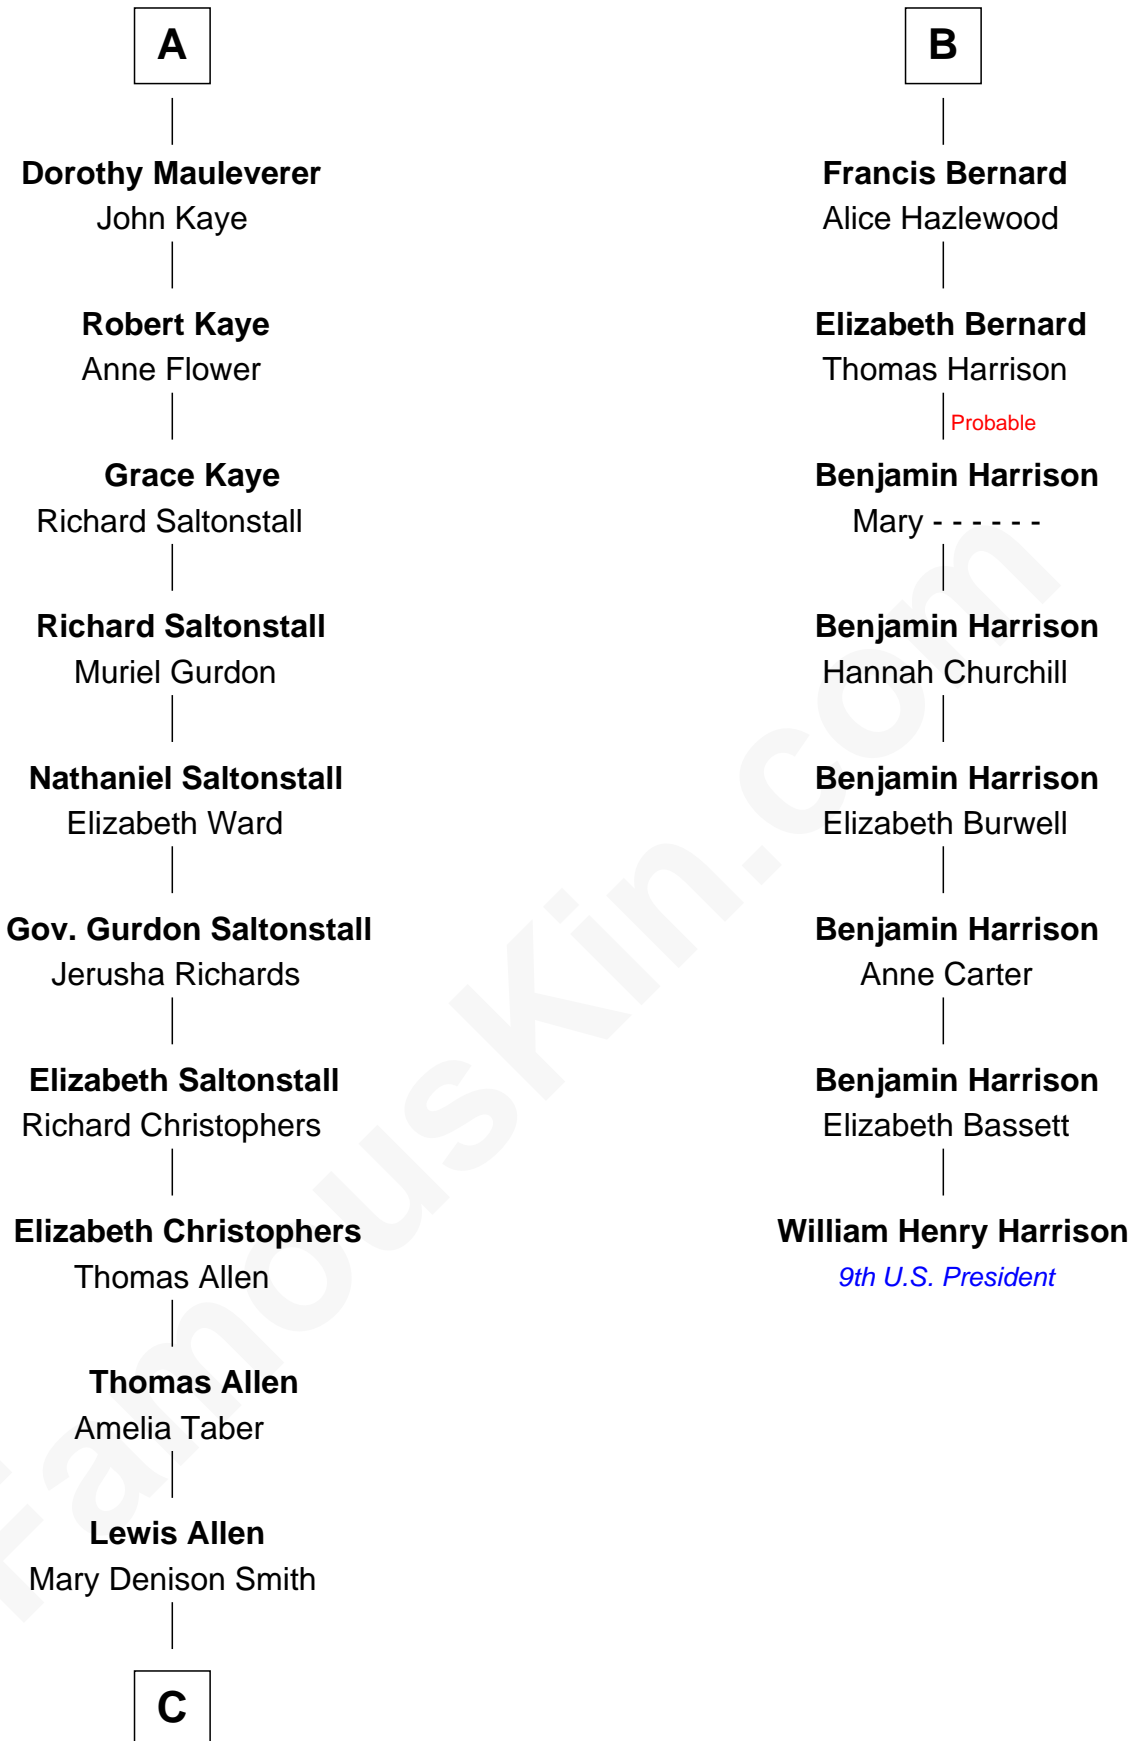 A
Dorothy Mauleverer
John Kaye
Robert Kaye
Anne Flower
Grace Kaye
Richard Saltonstall
Richard Saltonstall
Muriel Gurdon
Nathaniel Saltonstall
Elizabeth Ward
Gov. Gurdon Saltonstall
Jerusha Richards
Elizabeth Saltonstall
Richard Christophers
Elizabeth Christophers
Thomas Allen
Thomas Allen
Amelia Taber
Lewis Allen
Mary Denison Smith
C
B
Francis Bernard
Alice Hazlewood
Elizabeth Bernard
Thomas Harrison
Probable
Benjamin Harrison
Mary - - - - - -
Benjamin Harrison
Hannah Churchill
Benjamin Harrison
Elizabeth Burwell
Benjamin Harrison
Anne Carter
Benjamin Harrison
Elizabeth Bassett
William Henry Harrison
9th U.S. President
FamousKin.com